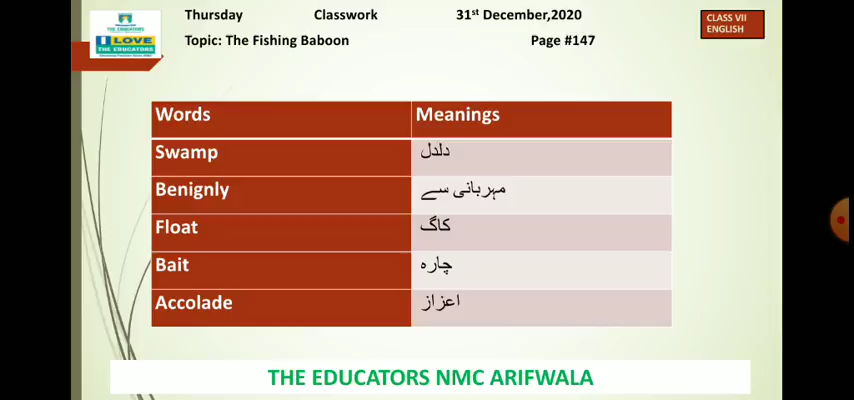 Thursday Classwork 31st December,2020
Topic: The Fishing Baboon Page #147
CLASS VII
ENGLISH
THE EDUCATORS
I LOVE
THE EDUCATORS
Words Meanings
Swamp دلدل
Benignly مہربانی سے
Float کاگ
Bait چارہ
Accolade اعزاز
THE EDUCATORS NMC ARIFWALA